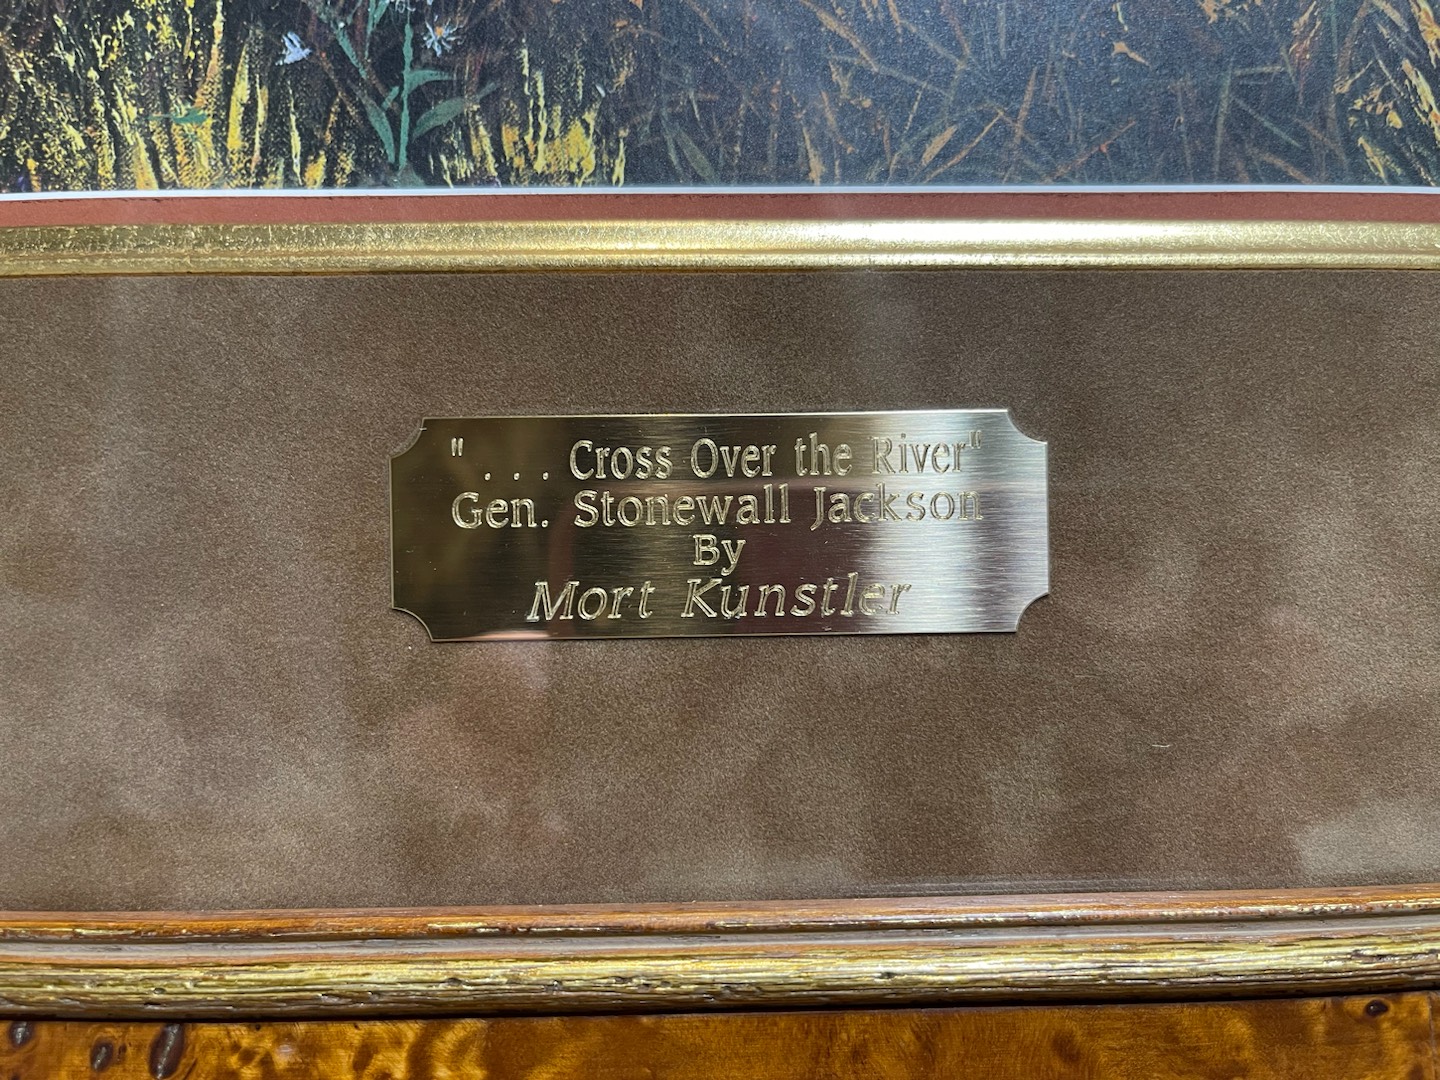 " . . . Cross Over the River"
Gen. Stonewall Jackson
By
Mort Kunstler